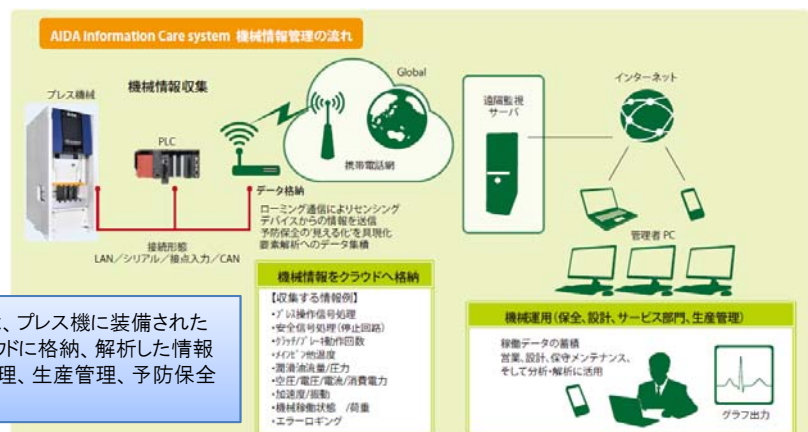 AIDA Information Care system 機械情報管理の流れ
プレス機械
機械情報収集
PLC
Global
携帯電話網
遠隔監視
サーバ
インターネット
データ格納
ローミング通信によりセンシング
デバイスからの情報を送信
予防保全の'見える化'を具現化
要素解析へのデータ集積
接続形態
LAN/シリアル/接点入力/CAN
管理者 PC
機械情報をクラウドへ格納
【収集する情報例】
・プレス操作信号処理
・安全信号処理(停止回路)
・クラッチ/ブレーキ動作回数
・メインピン他温度
・潤滑油流量/圧力
・空圧/電圧/電流/消費電力
・加速度/振動
・機械稼働状態 /荷重
・エラーロギング
、プレス機に装備された
ドに格納、解析した情報
理、生産管理、予防保全
機械運用(保全、設計、サービス部門、生産管理)
稼働データの蓄積
営業、設計、保守メンテナンス、
そして分析・解析に活用
グラフ出力